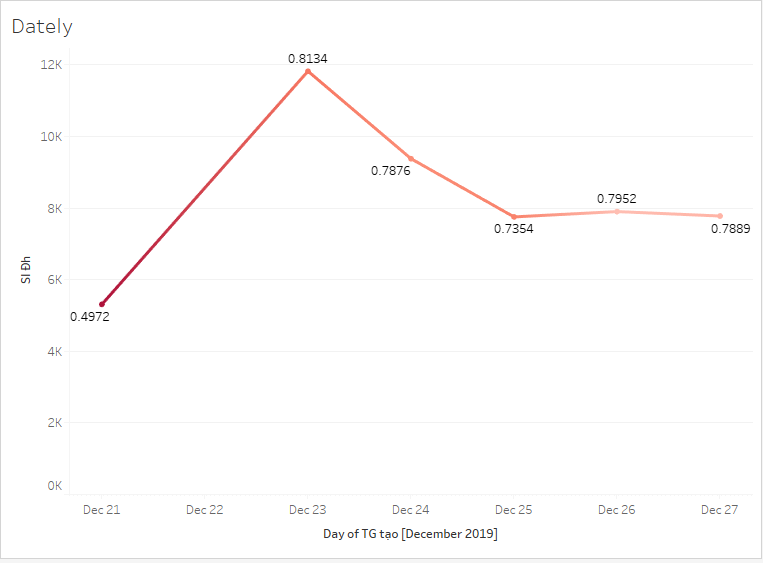 Dately
12K
10K
8K
6K
4K
2K
0K
Sl Đh
0.8134
0.7876
0.7952
0.7354
0.7889
0.4972
Dec 21
Dec 22
Dec 23
Dec 24
Dec 25
Dec 26
Dec 27
Day of TG tạo [December 2019]